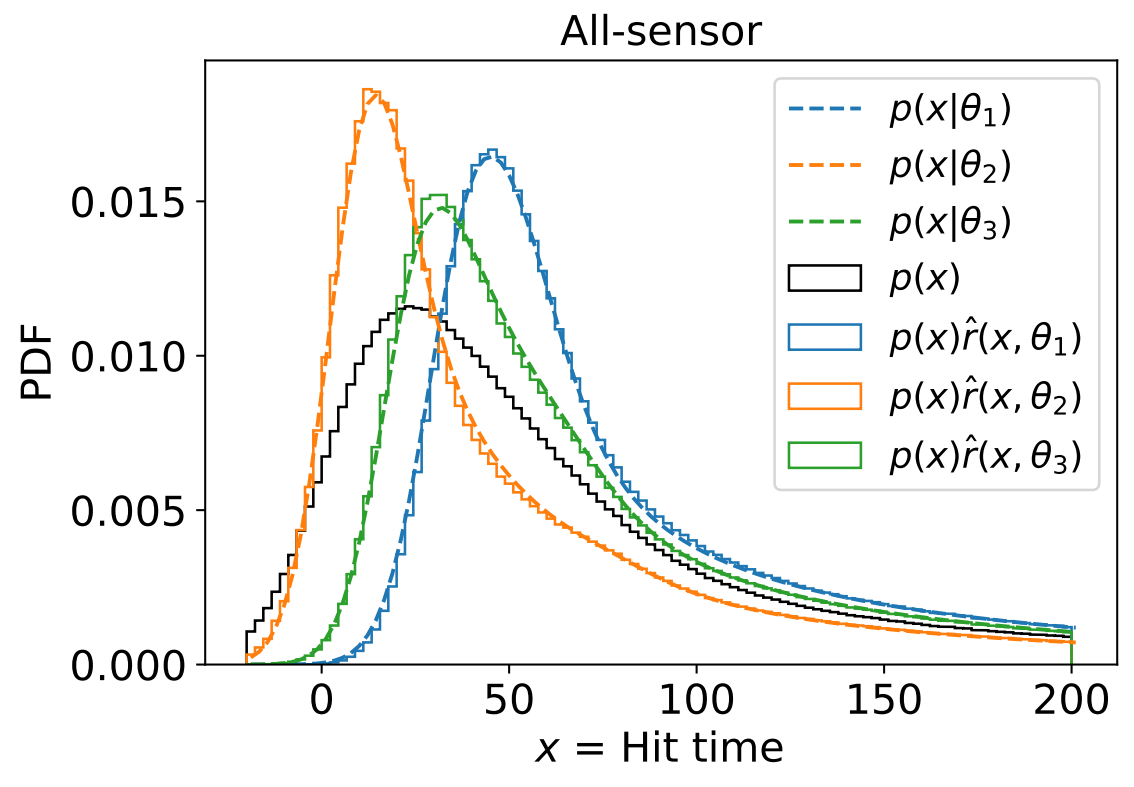 All-sensor
PDF
0.015
0.010
0.005
0.000
0 50 100 150 200
x = Hit time
p(x|θ₁)
p(x|θ₂)
p(x|θ₃)
p(x)
p(x)r̂(x, θ₁)
p(x)r̂(x, θ₂)
p(x)r̂(x, θ₃)